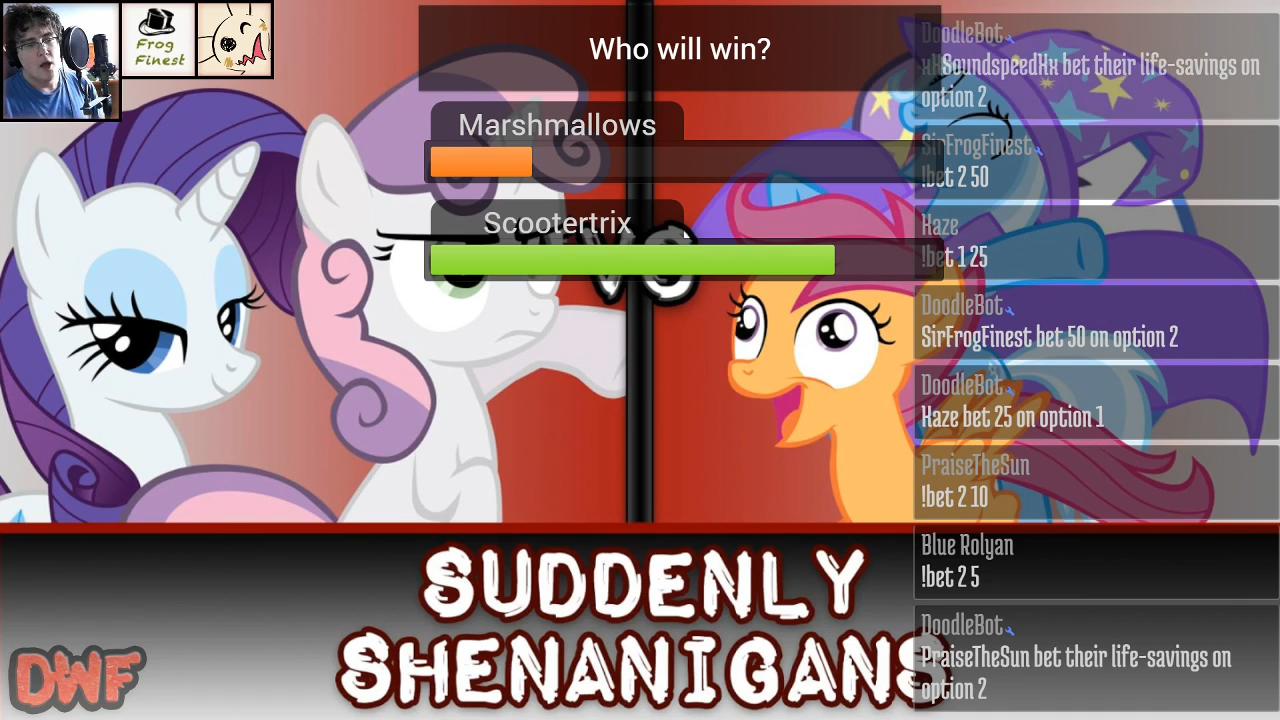 Frog
Finest
Who will win?
Marshmallows
Scootertrix
VS
SUDDENLY
SHENANIGANS
DWF
DoodleBot
xHSoundspeedHx bet their life-savings on
option 2
SirFrogFinest
!bet 2 50
Haze
!bet 1 25
DoodleBot
SirFrogFinest bet 50 on option 2
DoodleBot
Haze bet 25 on option 1
PraiseTheSun
!bet 2 10
Blue Rolyan
!bet 2 5
DoodleBot
PraiseTheSun bet their life-savings on
option 2